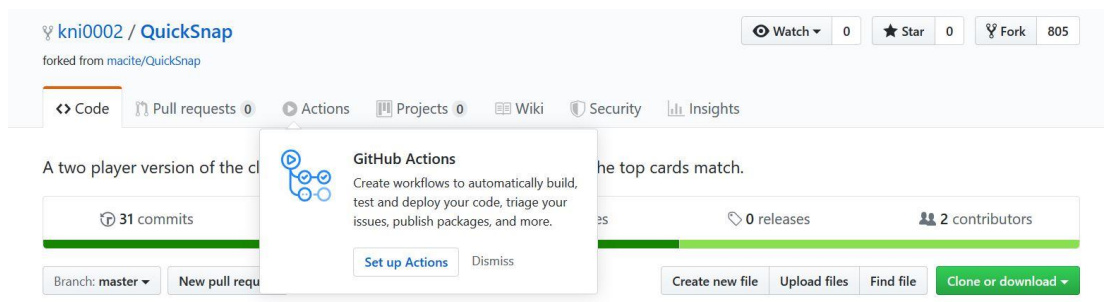 kni0002 / QuickSnap Watch 0 Star 0 Fork 805
forked from macite/QuickSnap
Code Pull requests 0 Actions Projects 0 Wiki Security Insights
GitHub Actions
Create workflows to automatically build,
test and deploy your code, triage your
issues, publish packages, and more.
Set up Actions Dismiss
A two player version of the cl he top cards match.
31 commits es 0 releases 2 contributors
Branch: master New pull requ Create new file Upload files Find file Clone or download